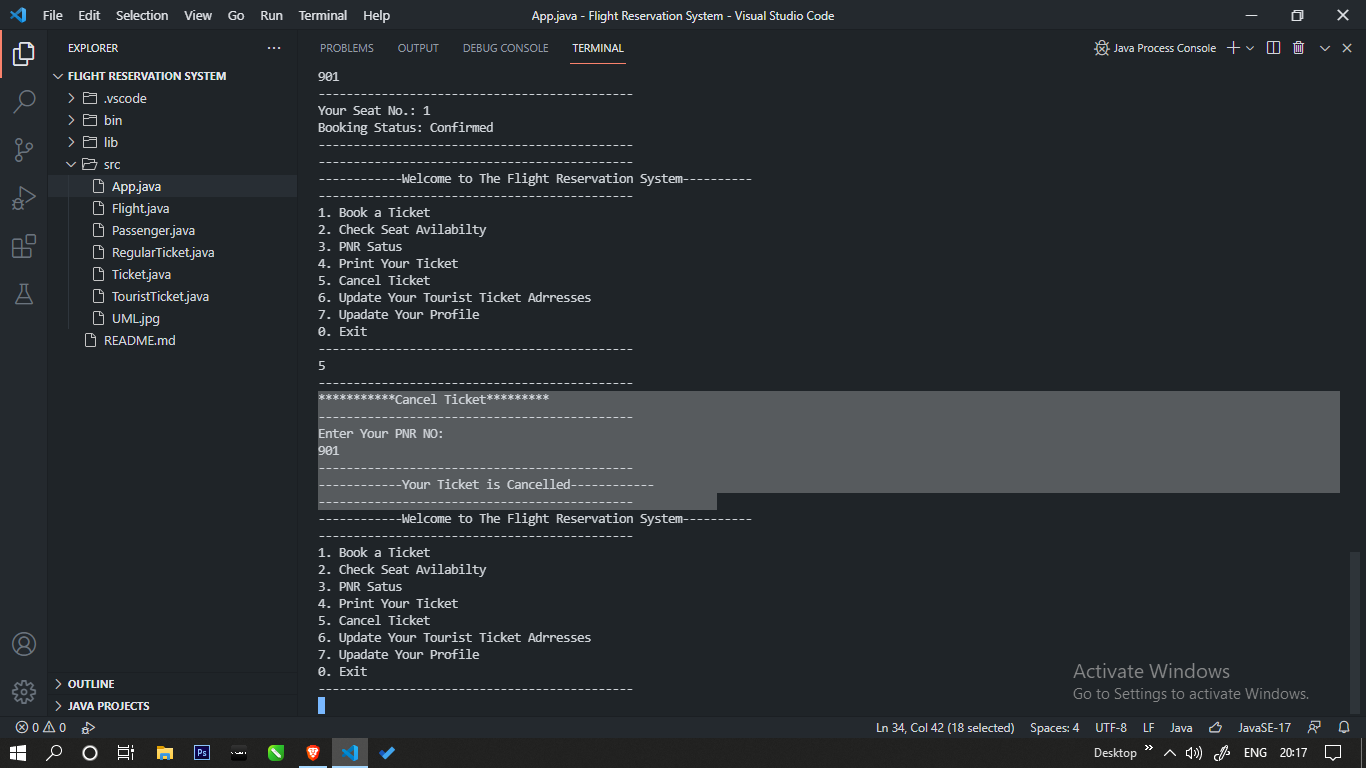 File Edit Selection View Go Run Terminal Help App.java - Flight Reservation System - Visual Studio Code
EXPLORER
FLIGHT RESERVATION SYSTEM
.vscode
bin
lib
src
App.java
Flight.java
Passenger.java
RegularTicket.java
Ticket.java
TouristTicket.java
UML.jpg
README.md
OUTLINE
JAVA PROJECTS
PROBLEMS OUTPUT DEBUG CONSOLE TERMINAL Java Process Console
901
---------------------------------------------
Your Seat No.: 1
Booking Status: Confirmed
---------------------------------------------
---------------------------------------------
------------Welcome to The Flight Reservation System----------
---------------------------------------------
1. Book a Ticket
2. Check Seat Avilabilty
3. PNR Satus
4. Print Your Ticket
5. Cancel Ticket
6. Update Your Tourist Ticket Adrresses
7. Upadate Your Profile
0. Exit
---------------------------------------------
5
---------------------------------------------
***********Cancel Ticket*********
---------------------------------------------
Enter Your PNR NO:
901
---------------------------------------------
------------Your Ticket is Cancelled------------
---------------------------------------------
------------Welcome to The Flight Reservation System----------
---------------------------------------------
1. Book a Ticket
2. Check Seat Avilabilty
3. PNR Satus
4. Print Your Ticket
5. Cancel Ticket
6. Update Your Tourist Ticket Adrresses
7. Upadate Your Profile
0. Exit
---------------------------------------------
Activate Windows
Go to Settings to activate Windows.
0 0 Ln 34, Col 42 (18 selected) Spaces: 4 UTF-8 LF Java JavaSE-17
Ps Desktop ENG 20:17